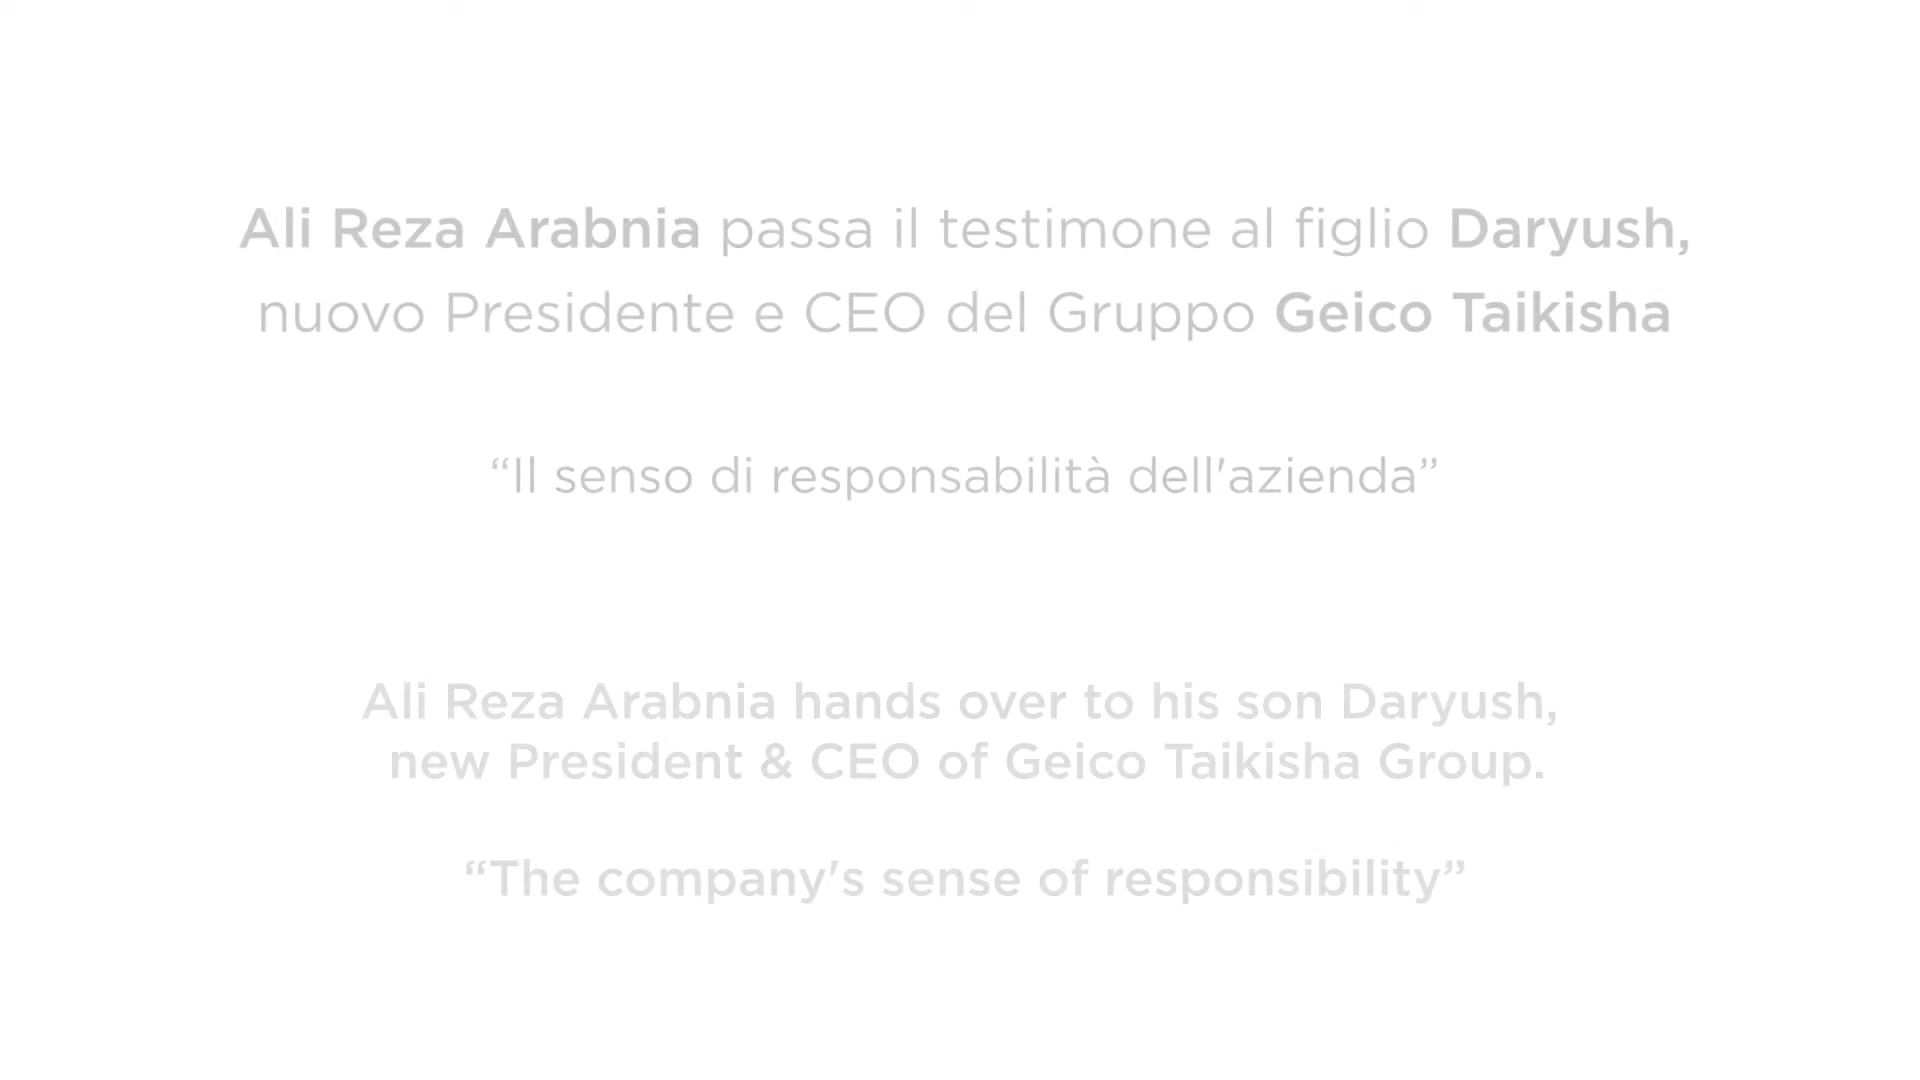 Ali Reza Arabnia passa il testimone al figlio Daryush,
nuovo Presidente e CEO del Gruppo Geico Taikisha
“Il senso di responsabilità dell'azienda”
Ali Reza Arabnia hands over to his son Daryush,
new President & CEO of Geico Taikisha Group.
“The company's sense of responsibility”